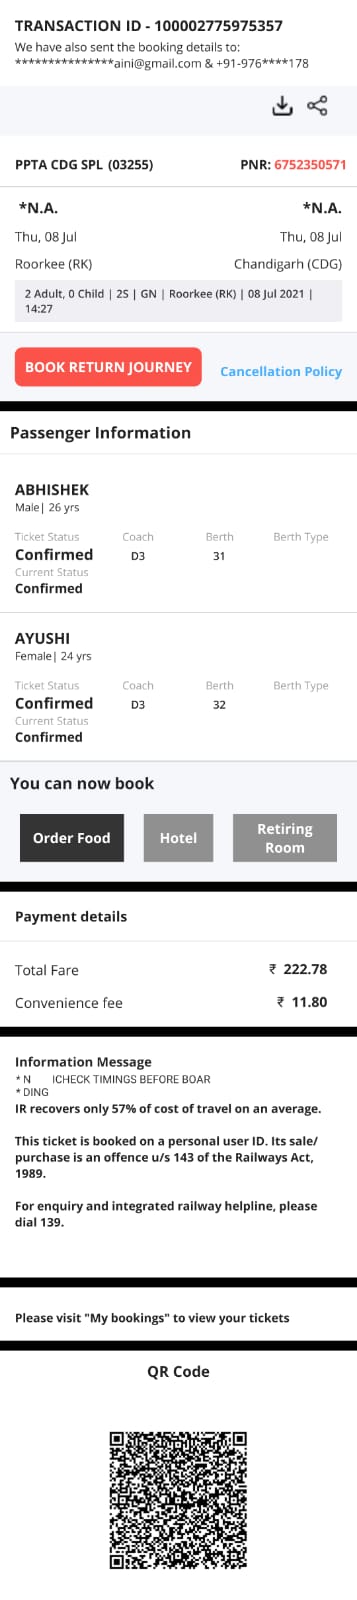 TRANSACTION ID - 100002775975357
We have also sent the booking details to:
***************aini@gmail.com & +91-976****178
PPTA CDG SPL (03255)
PNR: 6752350571
*N.A.
*N.A.
Thu, 08 Jul
Thu, 08 Jul
Roorkee (RK)
Chandigarh (CDG)
2 Adult, 0 Child | 2S | GN | Roorkee (RK) | 08 Jul 2021 |
14:27
BOOK RETURN JOURNEY
Cancellation Policy
Passenger Information
ABHISHEK
Male| 26 yrs
Ticket Status Coach Berth Berth Type
Confirmed D3 31
Current Status
Confirmed
AYUSHI
Female| 24 yrs
Ticket Status Coach Berth Berth Type
Confirmed D3 32
Current Status
Confirmed
You can now book
Order Food
Hotel
Retiring
Room
Payment details
Total Fare ₹ 222.78
Convenience fee ₹ 11.80
Information Message
* N ICHECK TIMINGS BEFORE BOAR
* DING
IR recovers only 57% of cost of travel on an average.
This ticket is booked on a personal user ID. Its sale/
purchase is an offence u/s 143 of the Railways Act,
1989.
For enquiry and integrated railway helpline, please
dial 139.
Please visit "My bookings" to view your tickets
QR Code